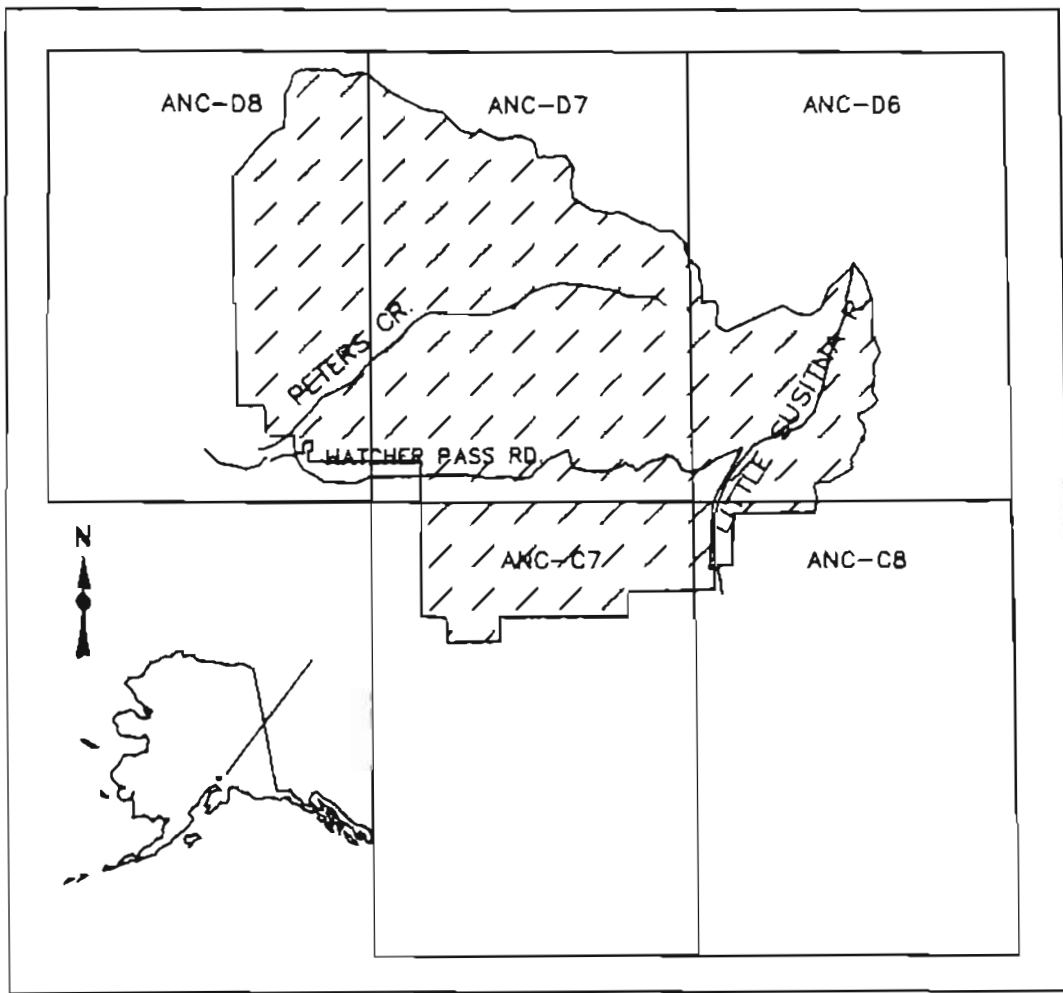 ANC-D8
ANC-D7
ANC-D6
PETERS CR.
LITTLE SUSITNA R.
HATCHER PASS RD.
ANC-C7
ANC-C8
N